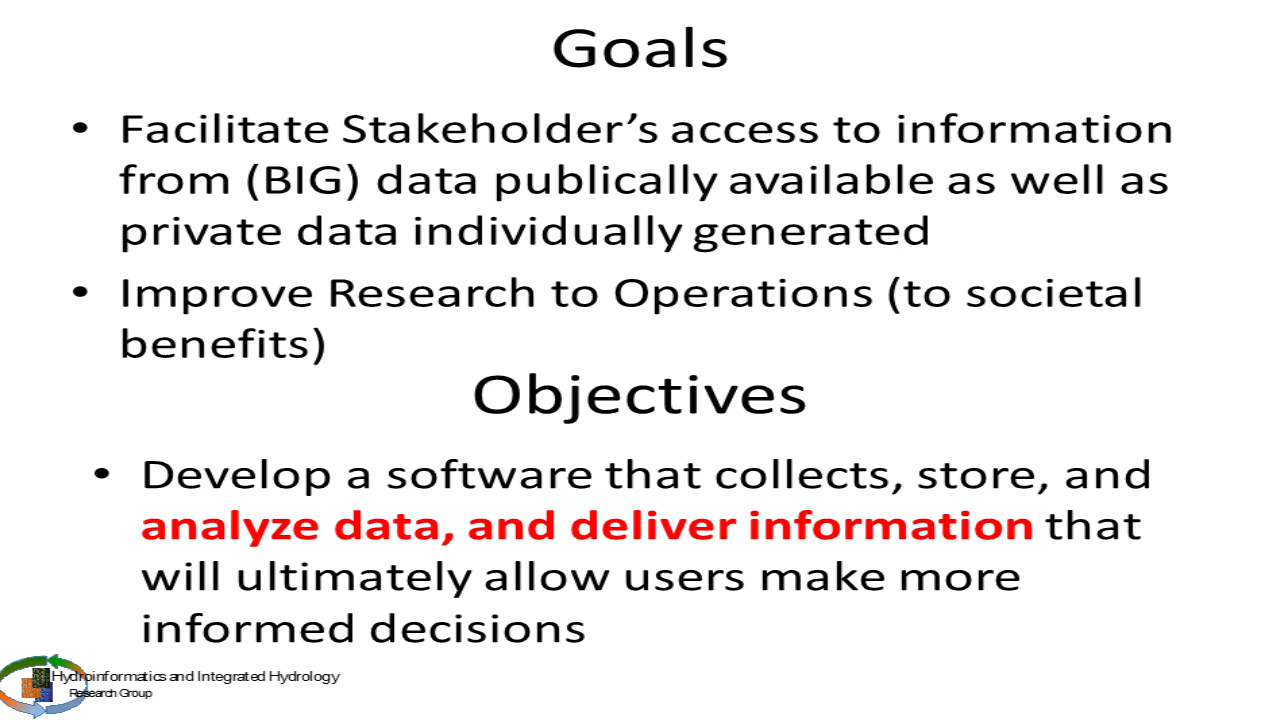 Goals
• Facilitate Stakeholder’s access to information
from (BIG) data publically available as well as
private data individually generated
• Improve Research to Operations (to societal
benefits)
Objectives
• Develop a software that collects, store, and
analyze data, and deliver information that
will ultimately allow users make more
informed decisions
Hydroinformatics and Integrated Hydrology
Research Group